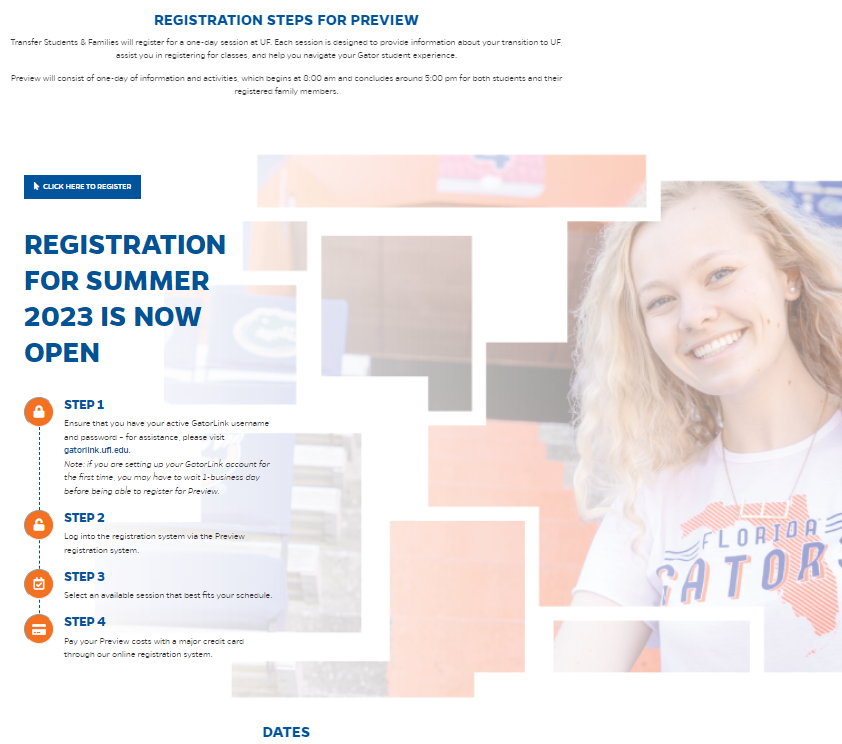 REGISTRATION STEPS FOR PREVIEW
Transfer Students & Families will register for a one-day session at UF. Each session is designed to provide information about your transition to UF,
assist you in registering for classes, and help you navigate your Gator student experience.
Preview will consist of one-day of information and activities, which begins at 8:00 am and concludes around 5:00 pm for both students and their
registered family members.
CLICK HERE TO REGISTER
REGISTRATION
FOR SUMMER
2023 IS NOW
OPEN
STEP 1
Ensure that you have your active GatorLink username
and password – for assistance, please visit
gatorlink.ufl.edu.
Note: if you are setting up your GatorLink account for
the first time, you may have to wait 1-business day
before being able to register for Preview.
STEP 2
Log into the registration system via the Preview
registration system.
STEP 3
Select an available session that best fits your schedule.
STEP 4
Pay your Preview costs with a major credit card
through our online registration system.
FLORIDA
GATORS
DATES